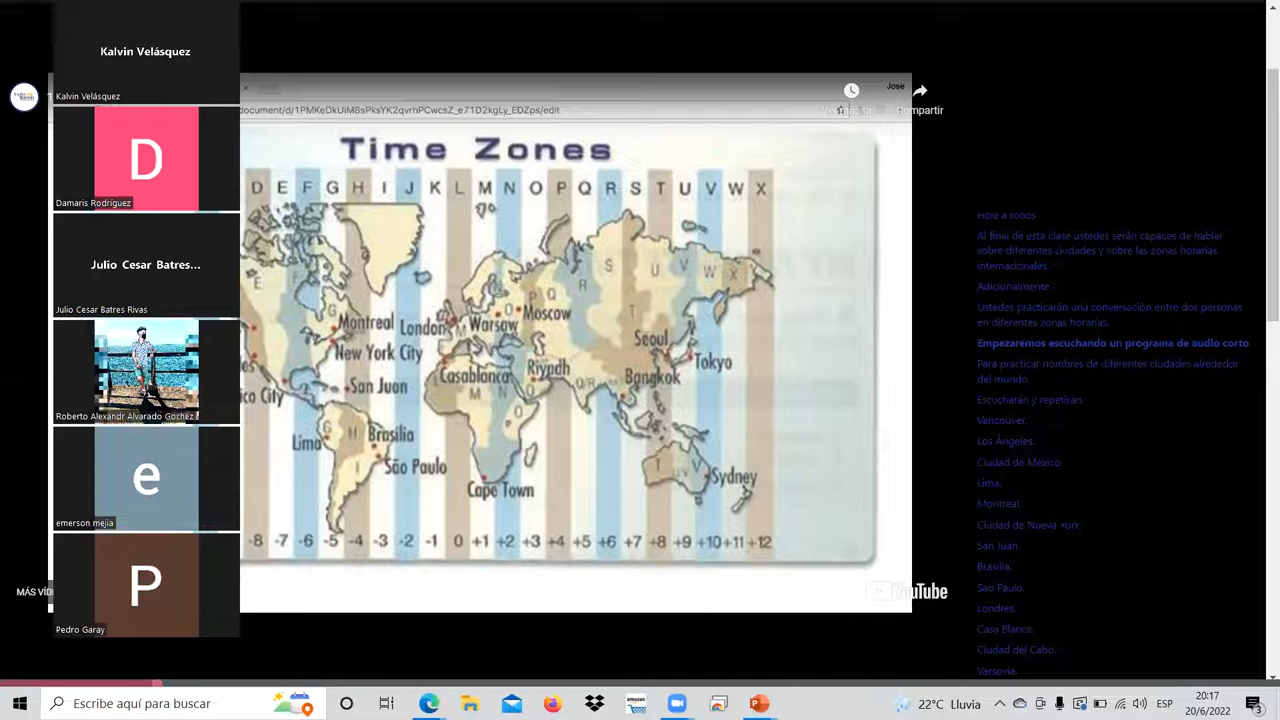 Kalvin Velásquez
Kalvin Velásquez
D
Damaris Rodríguez
Julio Cesar Batres...
Julio Cesar Batres Rivas
Roberto Alexandr Alvarado Gochez
e
emerson mejia
P
Pedro Garay
Jose
Compartir
Time Zones
D E F G H I J K L M N O P Q R S T U V W X
E
Montreal
London
Warsaw
Moscow
New York City
Seoul
Tokyo
San Juan
Casablanca
Riyadh
Bangkok
Lima
Brasilia
São Paulo
Cape Town
Sydney
-8 -7 -6 -5 -4 -3 -2 -1 0 +1 +2 +3 +4 +5 +6 +7 +8 +9 +10 +11 +12
MÁS VÍDE
YouTube
Hola a todos
Al final de esta clase ustedes serán capaces de hablar
sobre diferentes ciudades y sobre las zonas horarias
internacionales.
Adicionalmente
Ustedes practicarán una conversación entre dos personas
en diferentes zonas horarias.
Empezaremos escuchando un programa de audio corto
Para practicar nombres de diferentes ciudades alrededor
del mundo.
Escucharán y repetirán.
Vancouver.
Los Ángeles.
Ciudad de México.
Lima.
Montreal.
Ciudad de Nueva York.
San Juan.
Brasilia.
Sao Paulo.
Londres.
Casa Blanca.
Ciudad del Cabo.
Varsovia.
Escribe aquí para buscar
amazon
22°C Lluvia
ESP
20:17
20/6/2022
3